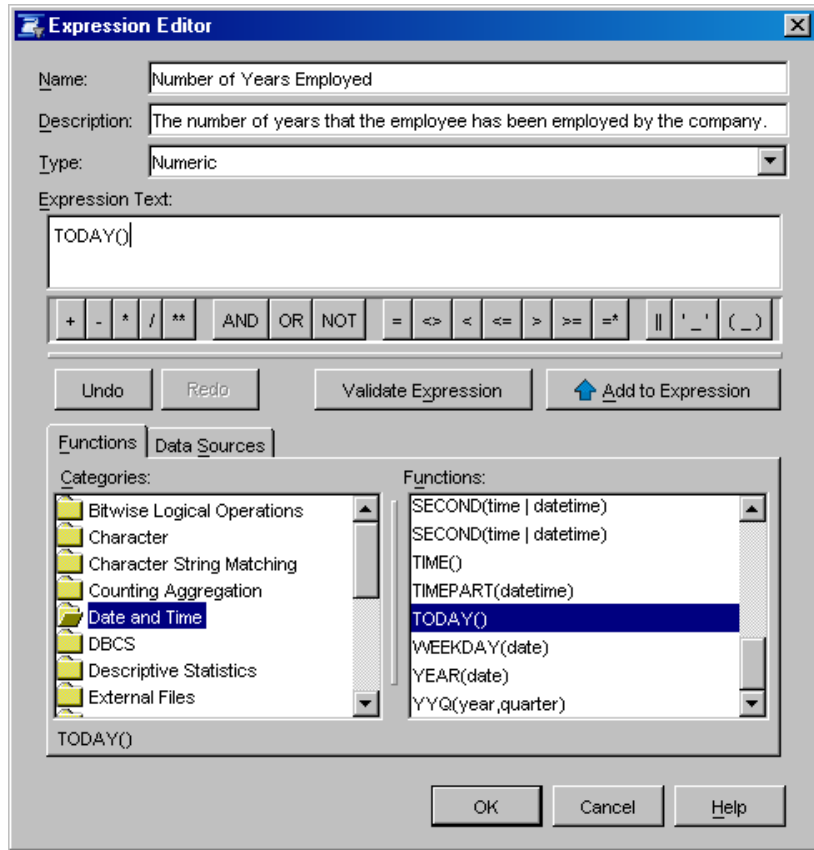 Expression Editor
Name: Number of Years Employed
Description: The number of years that the employee has been employed by the company.
Type: Numeric
Expression Text:
TODAY()
+ - * / ** AND OR NOT = <> < <= > >= =* || '_' (_)
Undo Redo Validate Expression Add to Expression
Functions Data Sources
Categories: Functions:
Bitwise Logical Operations SECOND(time | datetime)
Character SECOND(time | datetime)
Character String Matching TIME()
Counting Aggregation TIMEPART(datetime)
Date and Time TODAY()
DBCS WEEKDAY(date)
Descriptive Statistics YEAR(date)
External Files YYQ(year,quarter)
TODAY()
OK Cancel Help